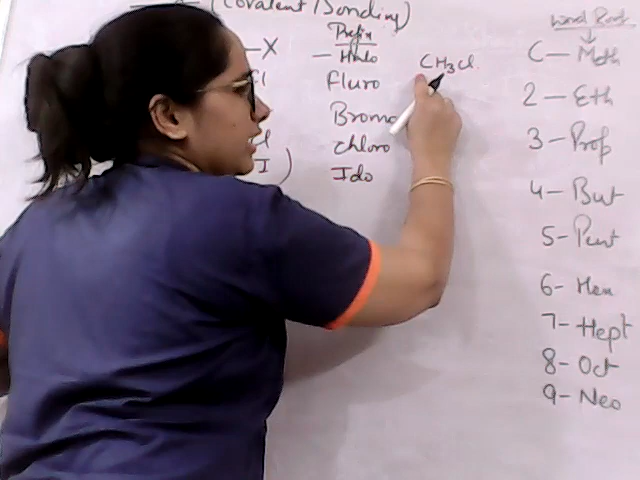 (Covalent Bonding)
Word Root
Prefix
—X — Halo
CH3Cl
Fluro
Bromo
Chloro
I) Ido
C — Meth
2 — Eth
3 — Prop
4 — But
5 — Pent
6 — Hex
7 — Hept
8 — Oct
9 — Neo